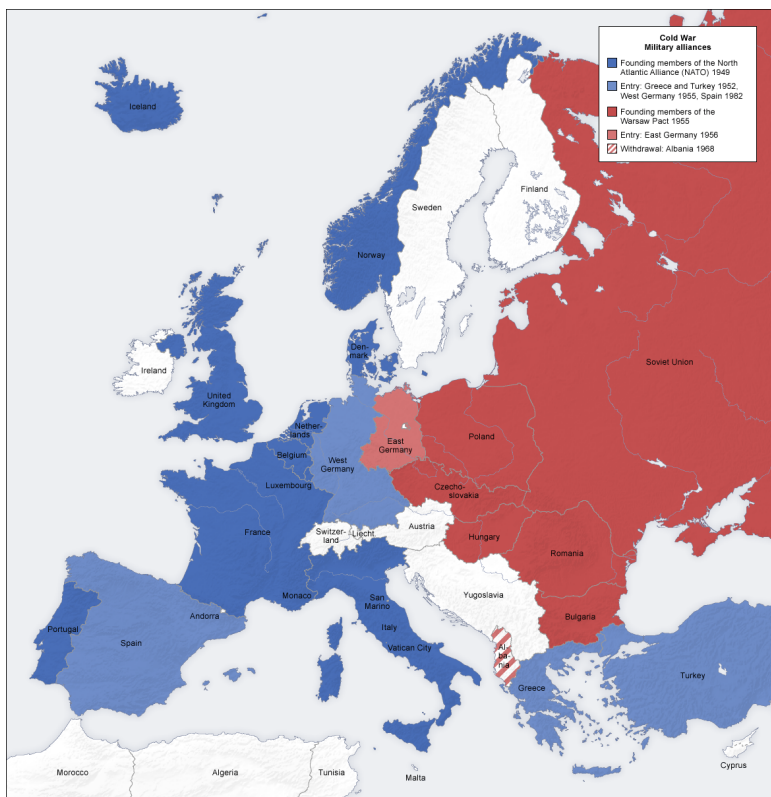 Cold War
Military alliances
Founding members of the North
Atlantic Alliance (NATO) 1949
Entry: Greece and Turkey 1952,
West Germany 1955, Spain 1982
Founding members of the
Warsaw Pact 1955
Entry: East Germany 1956
Withdrawal: Albania 1968
Iceland
Finland
Sweden
Norway
Soviet Union
Den-
mark
Ireland
United
Kingdom
Nether-
lands
Belgium
Luxembourg
West
Germany
East
Germany
Poland
Czecho-
slovakia
France
Switzer-
land
Liecht.
Austria
Hungary
Romania
Monaco
San
Marino
Yugoslavia
Andorra
Portugal
Spain
Italy
Vatican City
Bulgaria
Al-
ba-
nia
Greece
Turkey
Morocco
Algeria
Tunisia
Malta
Cyprus